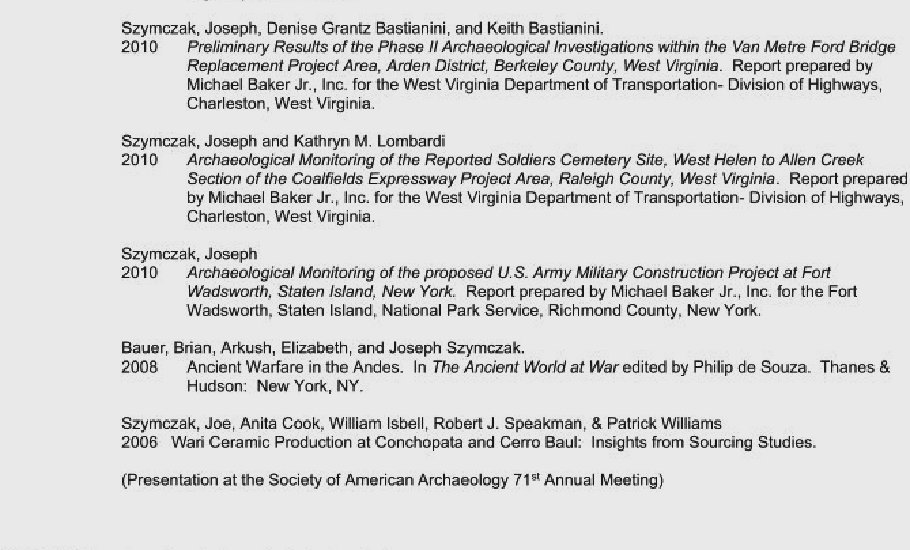 Szymczak, Joseph, Denise Grantz Bastianini, and Keith Bastianini.
2010 Preliminary Results of the Phase II Archaeological Investigations within the Van Metre Ford Bridge
Replacement Project Area, Arden District, Berkeley County, West Virginia. Report prepared by
Michael Baker Jr., Inc. for the West Virginia Department of Transportation- Division of Highways,
Charleston, West Virginia.
Szymczak, Joseph and Kathryn M. Lombardi
2010 Archaeological Monitoring of the Reported Soldiers Cemetery Site, West Helen to Allen Creek
Section of the Coalfields Expressway Project Area, Raleigh County, West Virginia. Report prepared
by Michael Baker Jr., Inc. for the West Virginia Department of Transportation- Division of Highways,
Charleston, West Virginia.
Szymczak, Joseph
2010 Archaeological Monitoring of the proposed U.S. Army Military Construction Project at Fort
Wadsworth, Staten Island, New York. Report prepared by Michael Baker Jr., Inc. for the Fort
Wadsworth, Staten Island, National Park Service, Richmond County, New York.
Bauer, Brian, Arkush, Elizabeth, and Joseph Szymczak.
2008 Ancient Warfare in the Andes. In The Ancient World at War edited by Philip de Souza. Thanes &
Hudson: New York, NY.
Szymczak, Joe, Anita Cook, William Isbell, Robert J. Speakman, & Patrick Williams
2006 Wari Ceramic Production at Conchopata and Cerro Baul: Insights from Sourcing Studies.
(Presentation at the Society of American Archaeology 71st Annual Meeting)